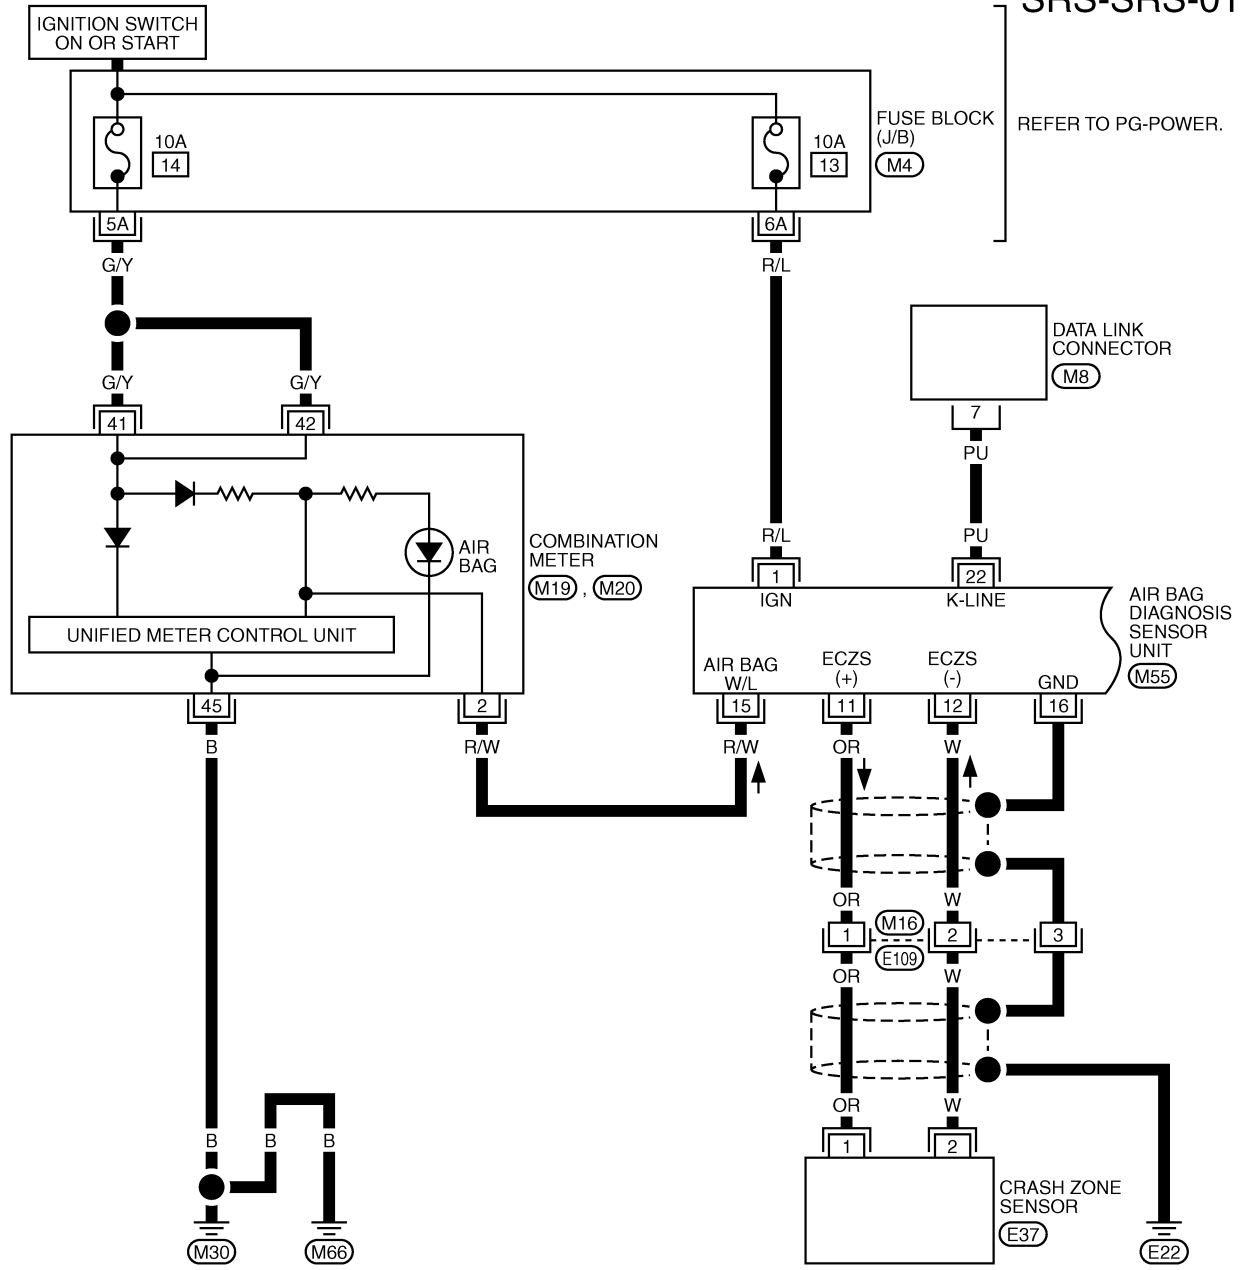 SRS-SRS-01
IGNITION SWITCH
ON OR START
10A
14
10A
13
FUSE BLOCK
(J/B)
M4
REFER TO PG-POWER.
5A
6A
G/Y
R/L
DATA LINK
CONNECTOR
M8
G/Y
G/Y
41
42
7
PU
AIR
BAG
COMBINATION
METER
M19 , M20
R/L
PU
1
22
IGN
K-LINE
AIR BAG
DIAGNOSIS
SENSOR
UNIT
M55
UNIFIED METER CONTROL UNIT
AIR BAG
W/L
ECZS
(+)
ECZS
(-)
GND
45
2
15
11
12
16
B
R/W
R/W
OR
W
OR
W
1
M16
E109
2
3
OR
W
OR
W
B
B
B
1
2
CRASH ZONE
SENSOR
E37
M30
M66
E22